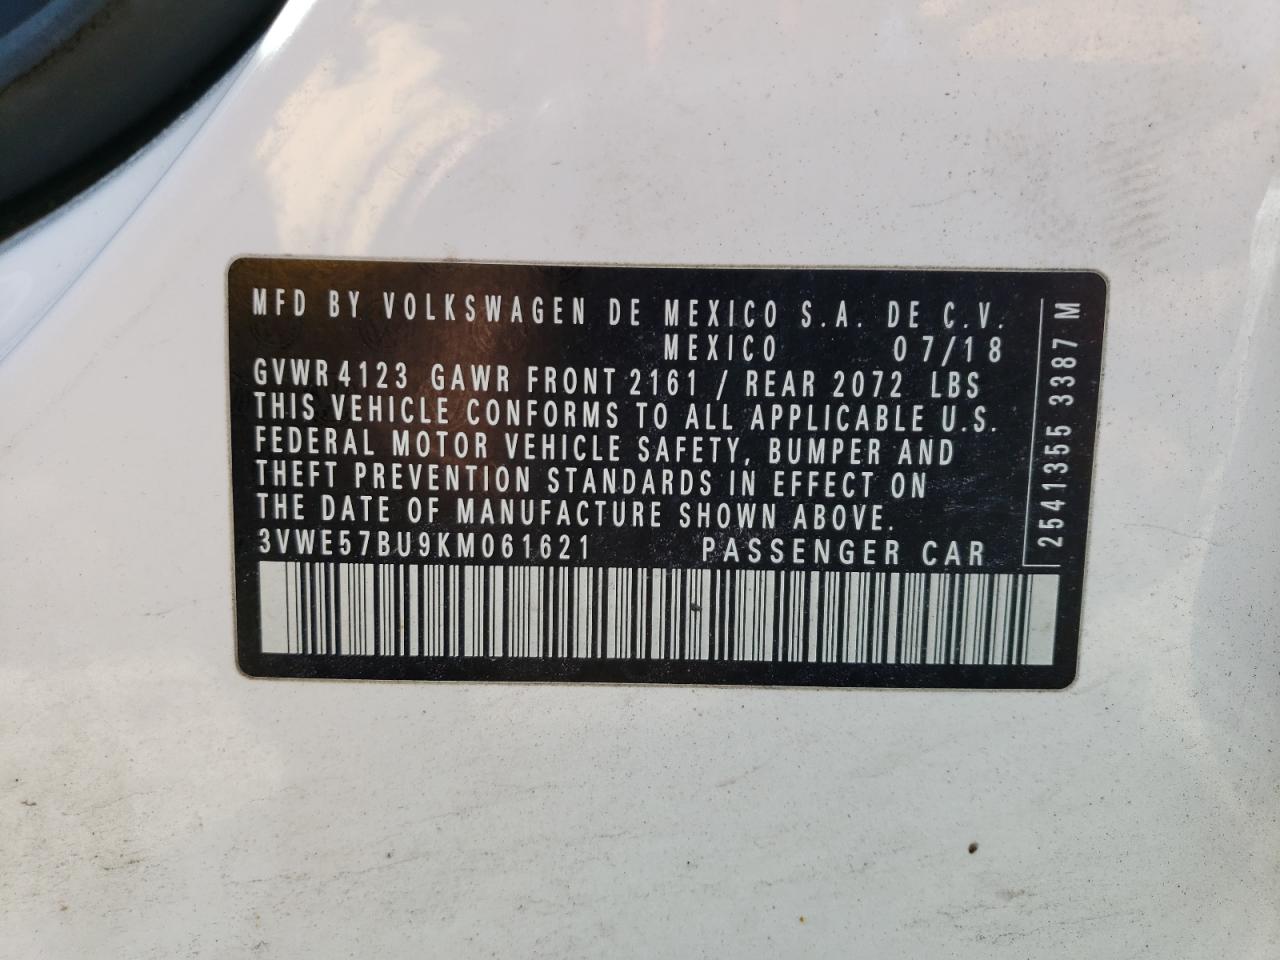 MFD BY VOLKSWAGEN DE MEXICO S.A. DE C.V.
MEXICO 07/18
GVWR 4123 GAWR FRONT 2161 / REAR 2072 LBS
THIS VEHICLE CONFORMS TO ALL APPLICABLE U.S.
FEDERAL MOTOR VEHICLE SAFETY, BUMPER AND
THEFT PREVENTION STANDARDS IN EFFECT ON
THE DATE OF MANUFACTURE SHOWN ABOVE.
3VWE57BU9KM061621 PASSENGER CAR
2541355 3387 M